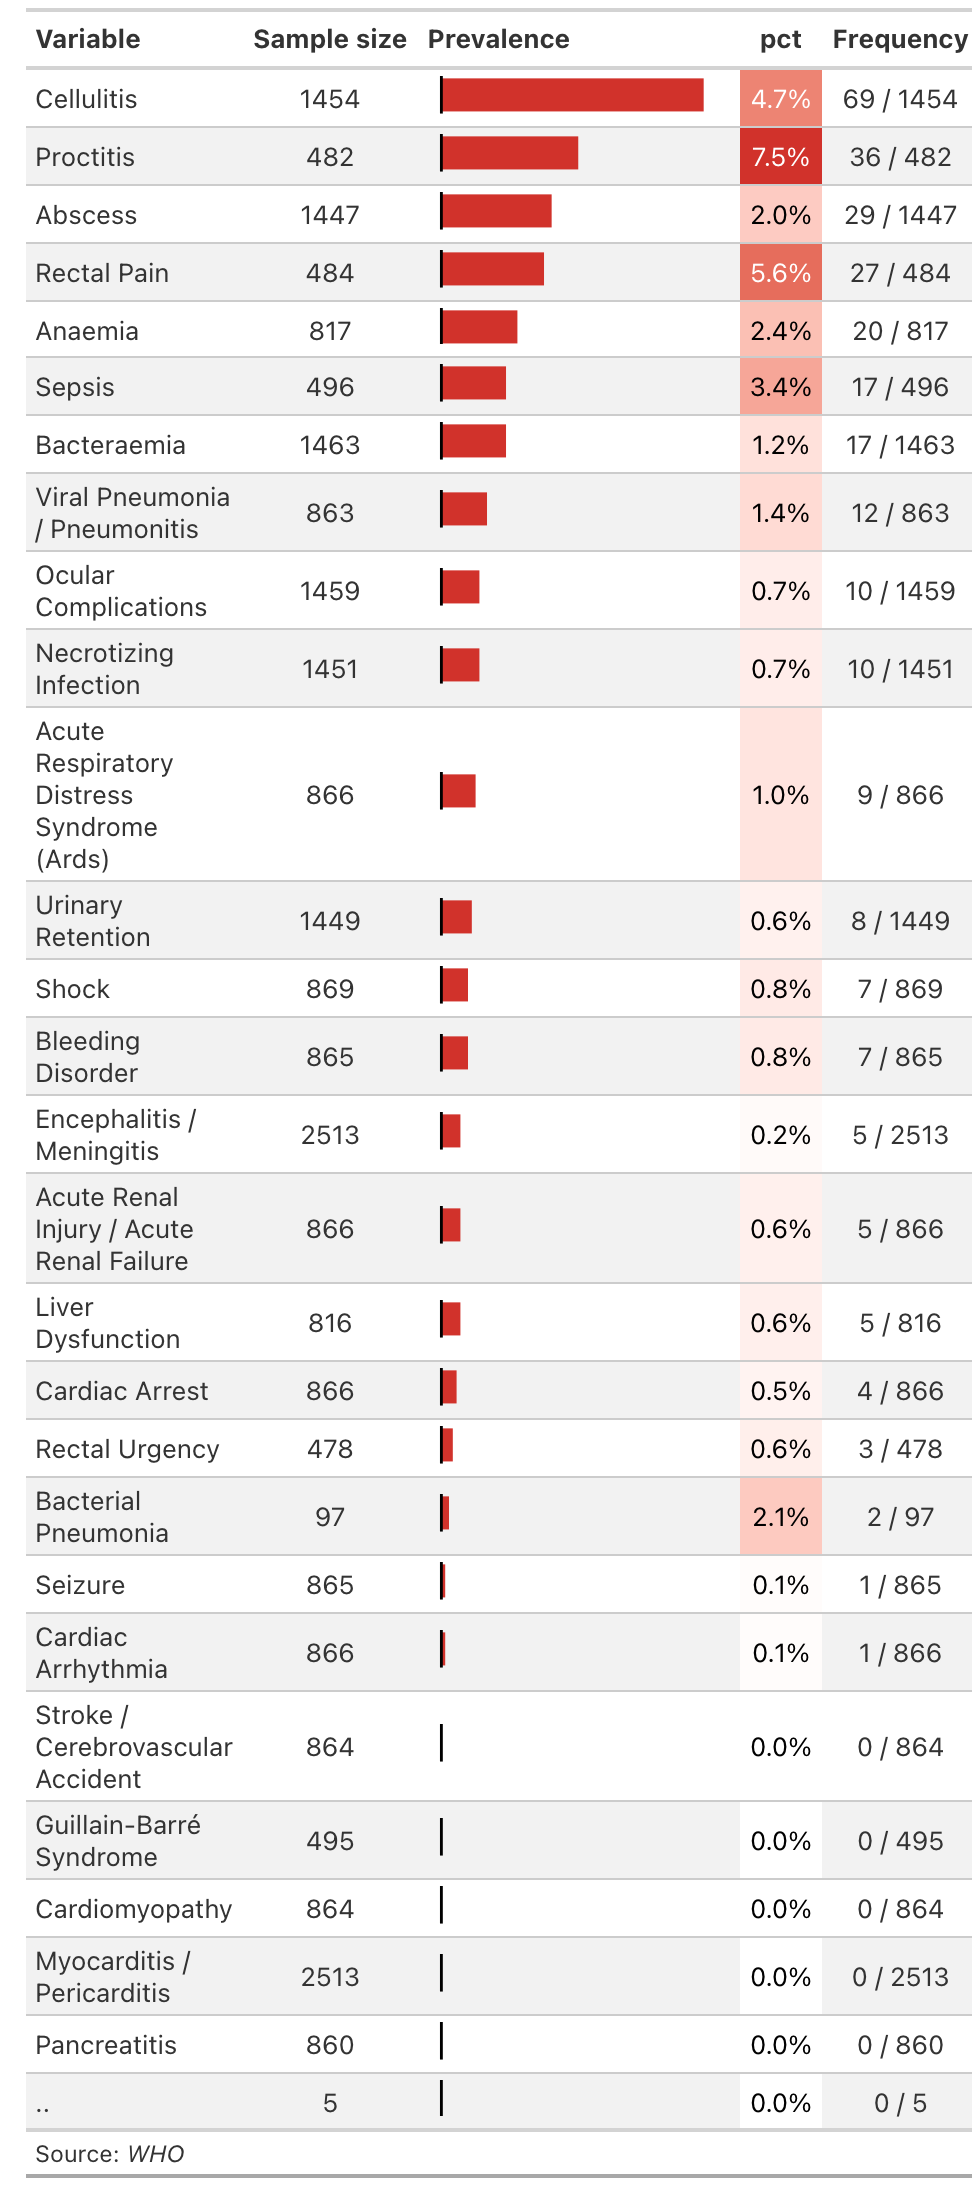 Variable Sample size Prevalence pct Frequency
Cellulitis 1454 4.7% 69 / 1454
Proctitis 482 7.5% 36 / 482
Abscess 1447 2.0% 29 / 1447
Rectal Pain 484 5.6% 27 / 484
Anaemia 817 2.4% 20 / 817
Sepsis 496 3.4% 17 / 496
Bacteraemia 1463 1.2% 17 / 1463
Viral Pneumonia
/ Pneumonitis 863 1.4% 12 / 863
Ocular
Complications 1459 0.7% 10 / 1459
Necrotizing
Infection 1451 0.7% 10 / 1451
Acute
Respiratory
Distress 866 1.0% 9 / 866
Syndrome
(Ards)
Urinary
Retention 1449 0.6% 8 / 1449
Shock 869 0.8% 7 / 869
Bleeding
Disorder 865 0.8% 7 / 865
Encephalitis /
Meningitis 2513 0.2% 5 / 2513
Acute Renal
Injury / Acute 866 0.6% 5 / 866
Renal Failure
Liver
Dysfunction 816 0.6% 5 / 816
Cardiac Arrest 866 0.5% 4 / 866
Rectal Urgency 478 0.6% 3 / 478
Bacterial
Pneumonia 97 2.1% 2 / 97
Seizure 865 0.1% 1 / 865
Cardiac
Arrhythmia 866 0.1% 1 / 866
Stroke /
Cerebrovascular 864 0.0% 0 / 864
Accident
Guillain-Barré
Syndrome 495 0.0% 0 / 495
Cardiomyopathy 864 0.0% 0 / 864
Myocarditis /
Pericarditis 2513 0.0% 0 / 2513
Pancreatitis 860 0.0% 0 / 860
.. 5 0.0% 0 / 5
Source: WHO